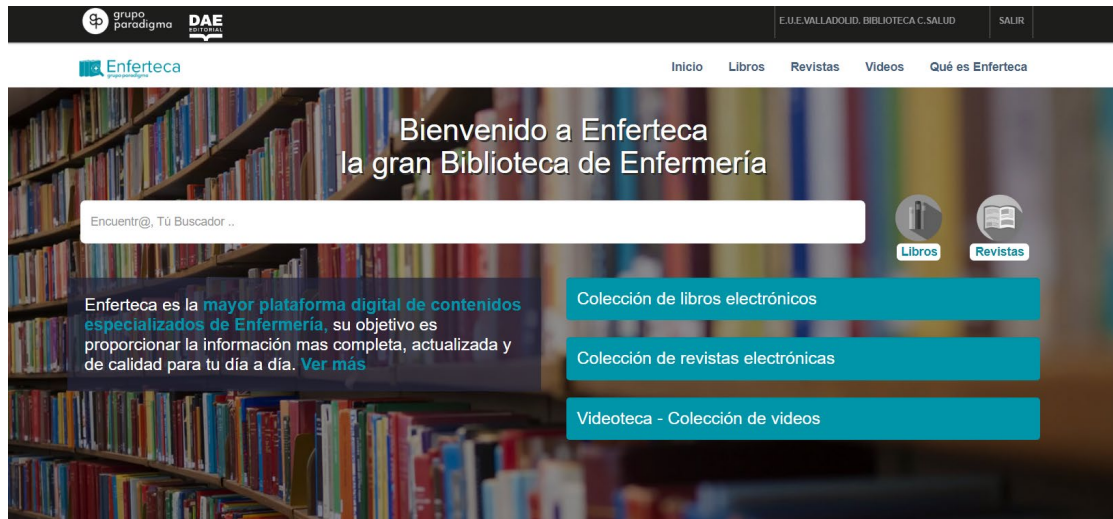 grupo
paradigma
DAE
EDITORIAL
E.U.E.VALLADOLID. BIBLIOTECA C.SALUD
SALIR
Enferteca
grupo paradigma
Inicio
Libros
Revistas
Videos
Qué es Enferteca
Bienvenido a Enferteca
la gran Biblioteca de Enfermería
Encuentr@, Tú Buscador ..
Libros
Revistas
Enferteca es la mayor plataforma digital de contenidos
especializados de Enfermería, su objetivo es
proporcionar la información mas completa, actualizada y
de calidad para tu día a día. Ver más
Colección de libros electrónicos
Colección de revistas electrónicas
Videoteca - Colección de videos